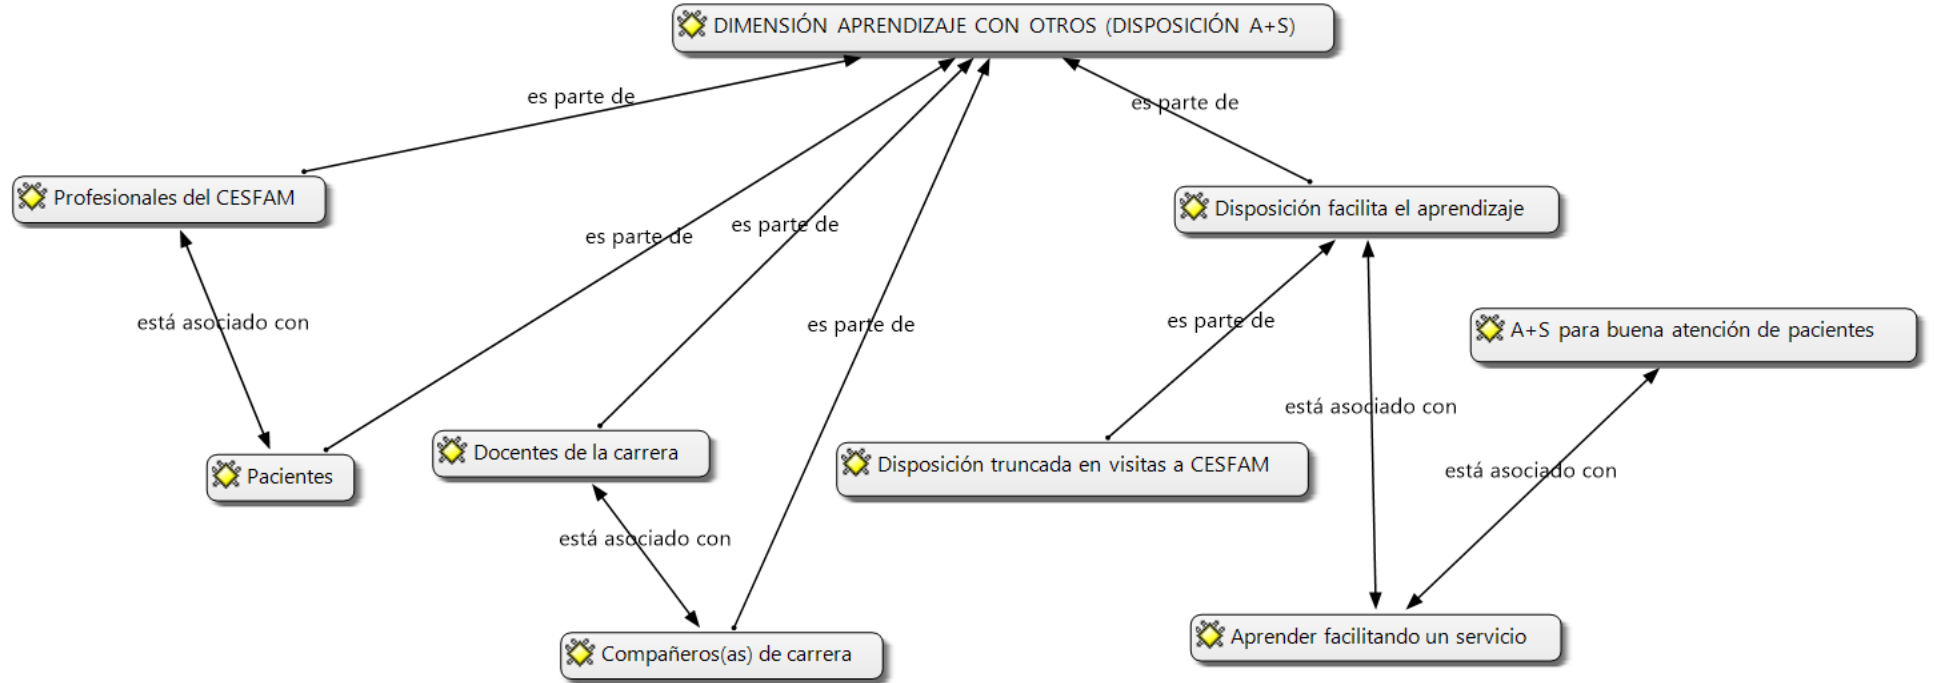 DIMENSIÓN APRENDIZAJE CON OTROS (DISPOSICIÓN A+S)
es parte de
es parte de
Profesionales del CESFAM
Disposición facilita el aprendizaje
es parte de
es parte de
está asociado con
es parte de
es parte de
A+S para buena atención de pacientes
está asociado con
Pacientes
Docentes de la carrera
Disposición truncada en visitas a CESFAM
está asociado con
está asociado con
Compañeros(as) de carrera
Aprender facilitando un servicio